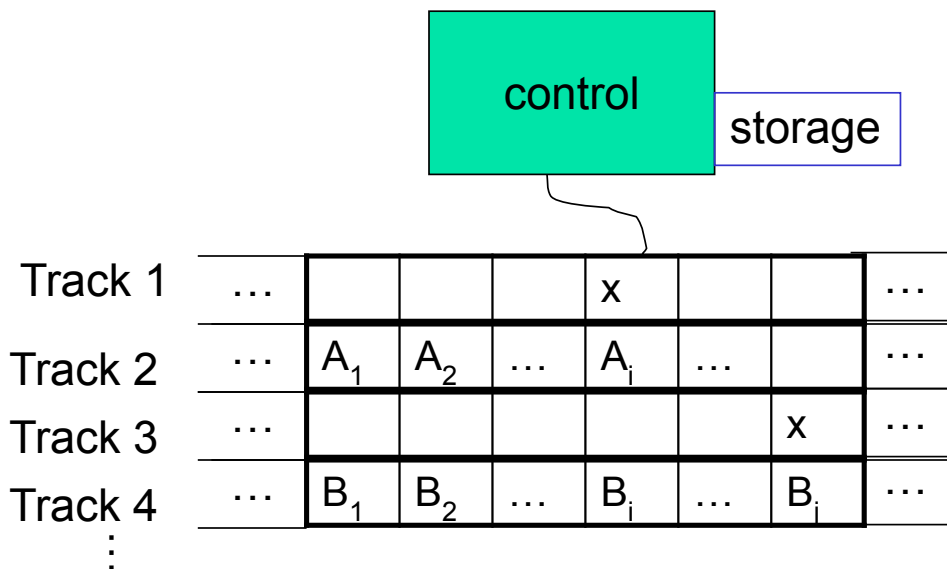 control
storage
Track 1 ... x ...
Track 2 ... A₁ A₂ ... Aᵢ ... ...
Track 3 ... x ...
Track 4 ... B₁ B₂ ... Bᵢ ... Bⱼ ...
⋮